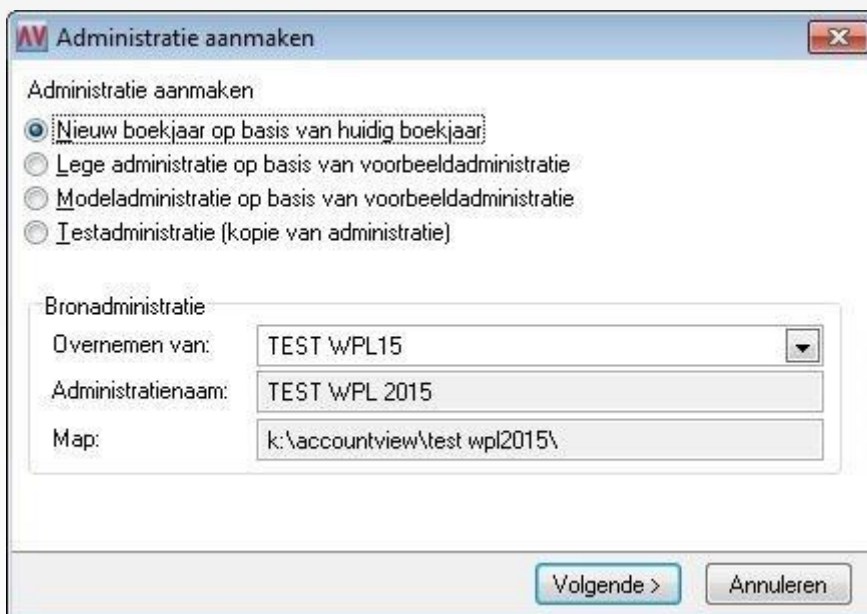 AV Administratie aanmaken
Administratie aanmaken
Nieuw boekjaar op basis van huidig boekjaar
Lege administratie op basis van voorbeeldadministratie
Modeladministratie op basis van voorbeeldadministratie
Testadministratie (kopie van administratie)
Bronadministratie
Overnemen van: TEST WPL15
Administratienaam: TEST WPL 2015
Map: k:\accountview\test wpl2015\
Volgende > Annuleren